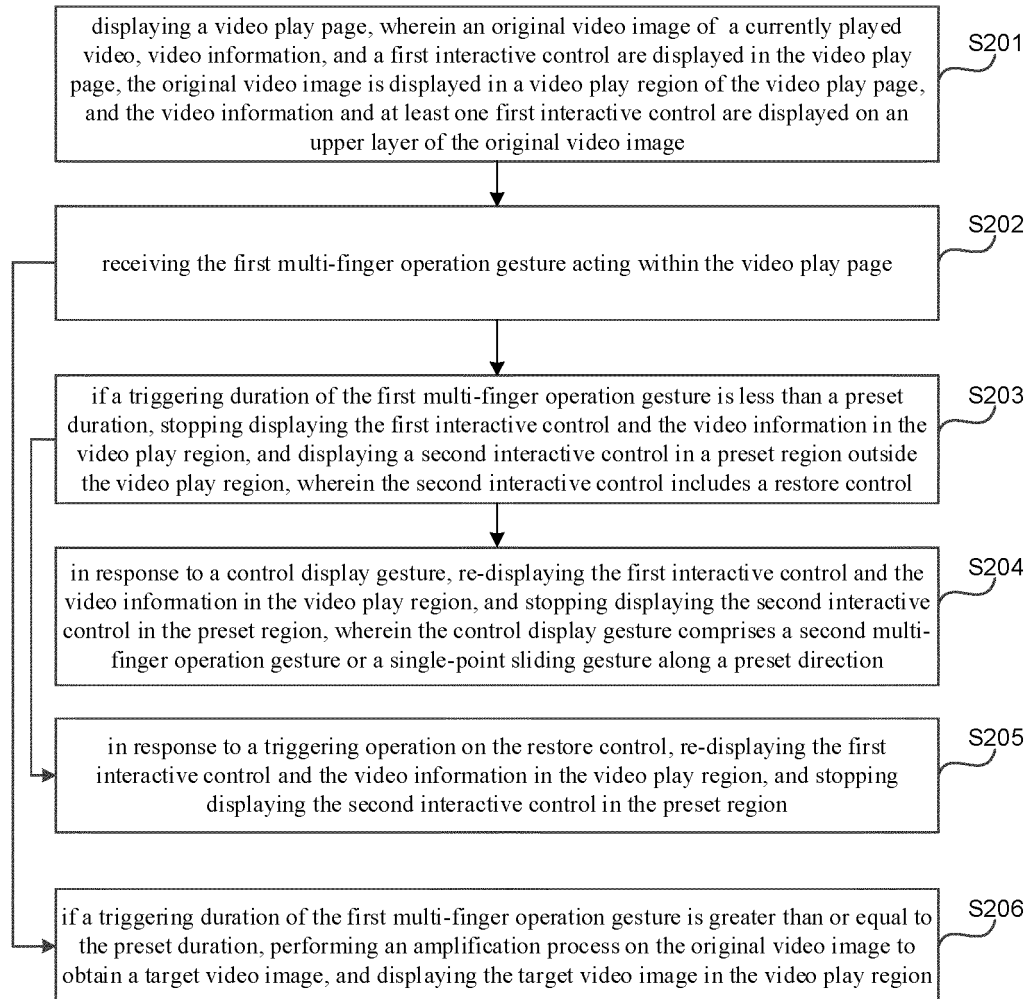 displaying a video play page, wherein an original video image of a currently played
video, video information, and a first interactive control are displayed in the video play
page, the original video image is displayed in a video play region of the video play page,
and the video information and at least one first interactive control are displayed on an
upper layer of the original video image
S201
receiving the first multi-finger operation gesture acting within the video play page
S202
if a triggering duration of the first multi-finger operation gesture is less than a preset
duration, stopping displaying the first interactive control and the video information in the
video play region, and displaying a second interactive control in a preset region outside
the video play region, wherein the second interactive control includes a restore control
S203
in response to a control display gesture, re-displaying the first interactive control and the
video information in the video play region, and stopping displaying the second interactive
control in the preset region, wherein the control display gesture comprises a second multi-
finger operation gesture or a single-point sliding gesture along a preset direction
S204
in response to a triggering operation on the restore control, re-displaying the first
interactive control and the video information in the video play region, and stopping
displaying the second interactive control in the preset region
S205
if a triggering duration of the first multi-finger operation gesture is greater than or equal to
the preset duration, performing an amplification process on the original video image to
obtain a target video image, and displaying the target video image in the video play region
S206